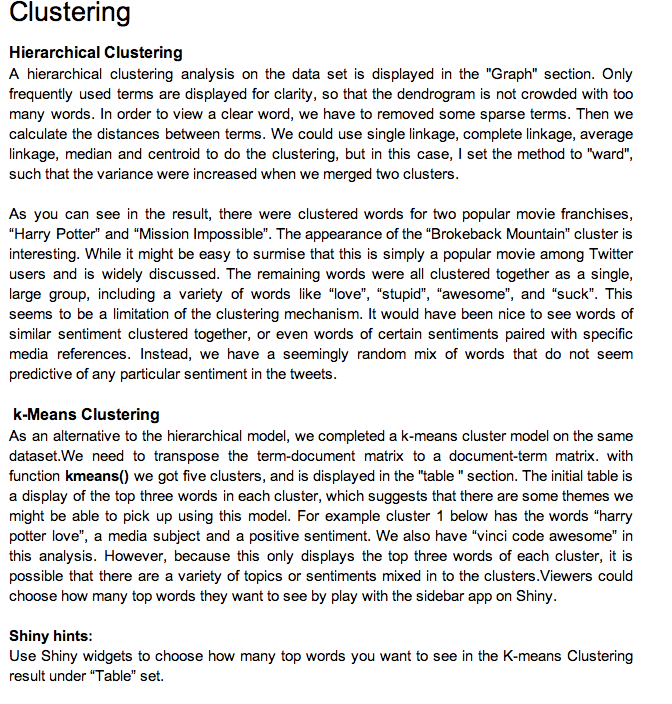 Clustering
Hierarchical Clustering
A hierarchical clustering analysis on the data set is displayed in the "Graph" section. Only
frequently used terms are displayed for clarity, so that the dendrogram is not crowded with too
many words. In order to view a clear word, we have to removed some sparse terms. Then we
calculate the distances between terms. We could use single linkage, complete linkage, average
linkage, median and centroid to do the clustering, but in this case, I set the method to "ward",
such that the variance were increased when we merged two clusters.
As you can see in the result, there were clustered words for two popular movie franchises,
“Harry Potter” and “Mission Impossible”. The appearance of the “Brokeback Mountain” cluster is
interesting. While it might be easy to surmise that this is simply a popular movie among Twitter
users and is widely discussed. The remaining words were all clustered together as a single,
large group, including a variety of words like “love”, “stupid”, “awesome”, and “suck”. This
seems to be a limitation of the clustering mechanism. It would have been nice to see words of
similar sentiment clustered together, or even words of certain sentiments paired with specific
media references. Instead, we have a seemingly random mix of words that do not seem
predictive of any particular sentiment in the tweets.
k-Means Clustering
As an alternative to the hierarchical model, we completed a k-means cluster model on the same
dataset.We need to transpose the term-document matrix to a document-term matrix. with
function kmeans() we got five clusters, and is displayed in the "table " section. The initial table is
a display of the top three words in each cluster, which suggests that there are some themes we
might be able to pick up using this model. For example cluster 1 below has the words “harry
potter love”, a media subject and a positive sentiment. We also have “vinci code awesome” in
this analysis. However, because this only displays the top three words of each cluster, it is
possible that there are a variety of topics or sentiments mixed in to the clusters.Viewers could
choose how many top words they want to see by play with the sidebar app on Shiny.
Shiny hints:
Use Shiny widgets to choose how many top words you want to see in the K-means Clustering
result under “Table” set.